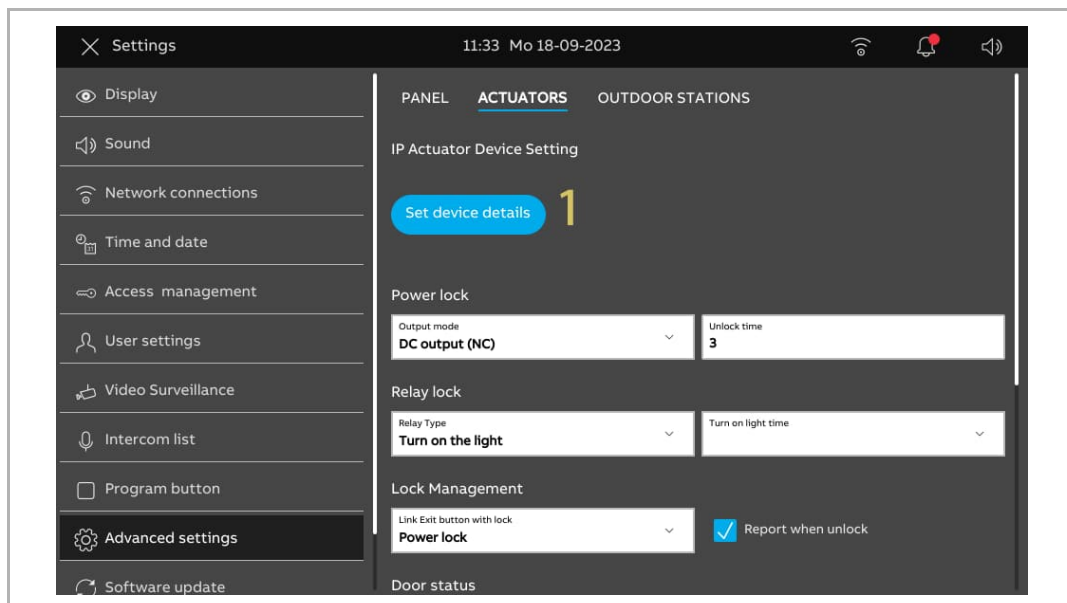 Settings
11:33 Mo 18-09-2023
Display
Sound
Network connections
Time and date
Access management
User settings
Video Surveillance
Intercom list
Program button
Advanced settings
Software update
PANEL ACTUATORS OUTDOOR STATIONS
IP Actuator Device Setting
Set device details 1
Power lock
Output mode
DC output (NC)
Unlock time
3
Relay lock
Relay Type
Turn on the light
Turn on light time
Lock Management
Link Exit button with lock
Power lock
Report when unlock
Door status